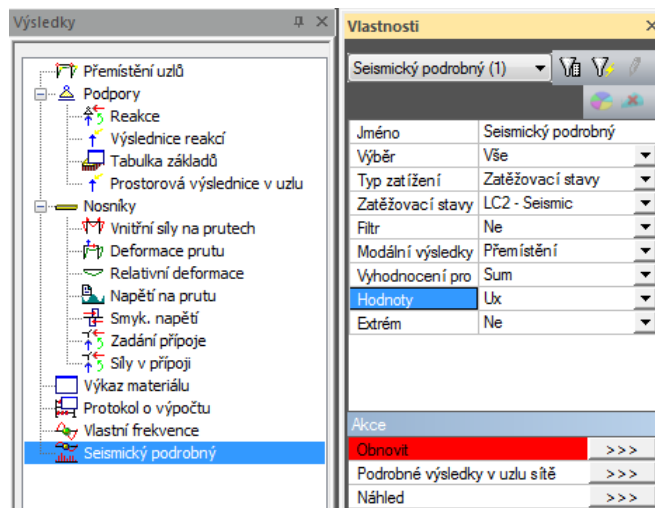 Výsledky
Přemístění uzlů
Podpory
Reakce
Výslednice reakcí
Tabulka základů
Prostorová výslednice v uzlu
Nosníky
Vnitřní síly na prutech
Deformace prutu
Relativní deformace
Napětí na prutu
Smyk. napětí
Zadání přípoje
Síly v přípoji
Výkaz materiálu
Protokol o výpočtu
Vlastní frekvence
Seismický podrobný
Vlastnosti
Seismický podrobný (1)
Jméno Seismický podrobný
Výběr Vše
Typ zatížení Zatěžovací stavy
Zatěžovací stavy LC2 - Seismic
Filtr Ne
Modální výsledky Přemístění
Vyhodnocení pro Sum
Hodnoty Ux
Extrém Ne
Akce
Obnovit >>>
Podrobné výsledky v uzlu sítě >>>
Náhled >>>